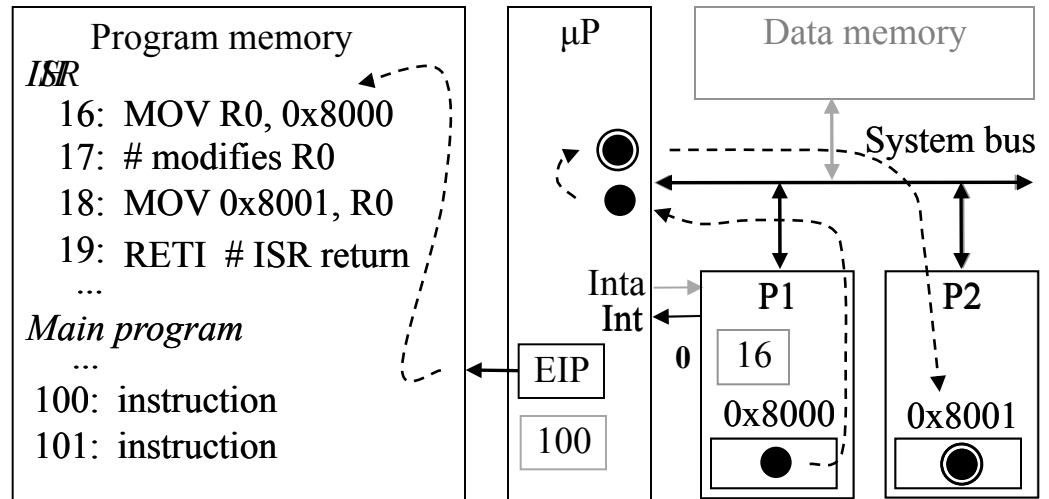 Program memory
ISR
16: MOV R0, 0x8000
17: # modifies R0
18: MOV 0x8001, R0
19: RETI # ISR return
...
Main program
...
100: instruction
101: instruction
μP
Inta
Int
EIP
100
Data memory
System bus
P1
0
16
0x8000
P2
0x8001